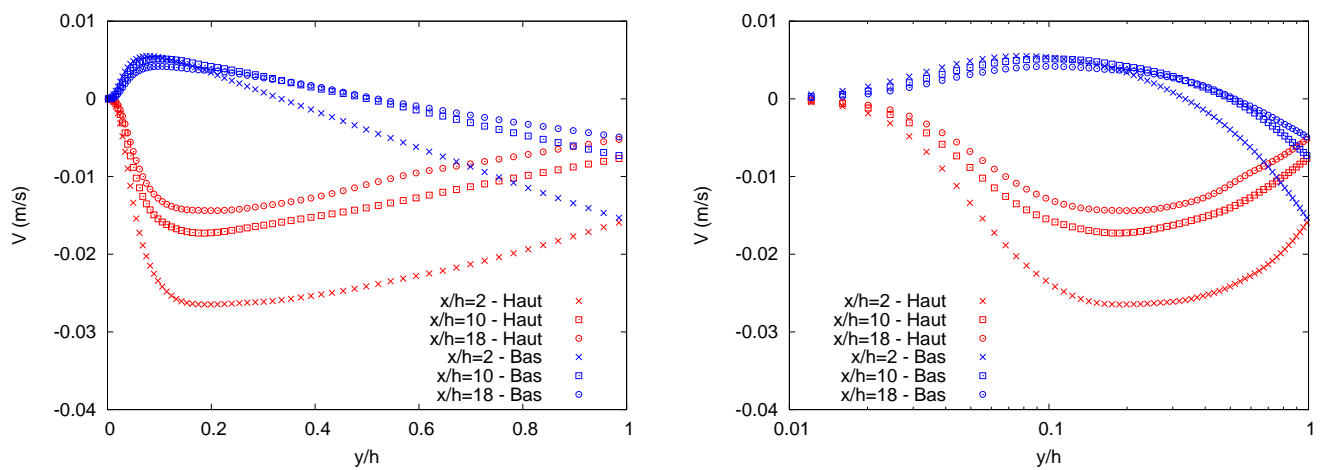 0.01
0
-0.01
-0.02
-0.03
-0.04
V (m/s)
0
0.2
0.4
0.6
0.8
1
y/h
x/h=2 - Haut
x/h=10 - Haut
x/h=18 - Haut
x/h=2 - Bas
x/h=10 - Bas
x/h=18 - Bas
0.01
0
-0.01
-0.02
-0.03
-0.04
V (m/s)
0.01
0.1
1
y/h
x/h=2 - Haut
x/h=10 - Haut
x/h=18 - Haut
x/h=2 - Bas
x/h=10 - Bas
x/h=18 - Bas